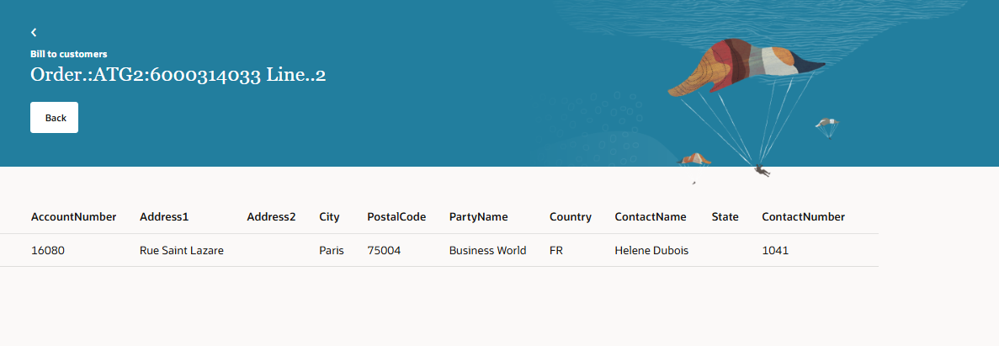 Bill to customers
Order.:ATG2:6000314033 Line..2
Back
AccountNumber Address1 Address2 City PostalCode PartyName Country ContactName State ContactNumber
16080 Rue Saint Lazare Paris 75004 Business World FR Helene Dubois 1041